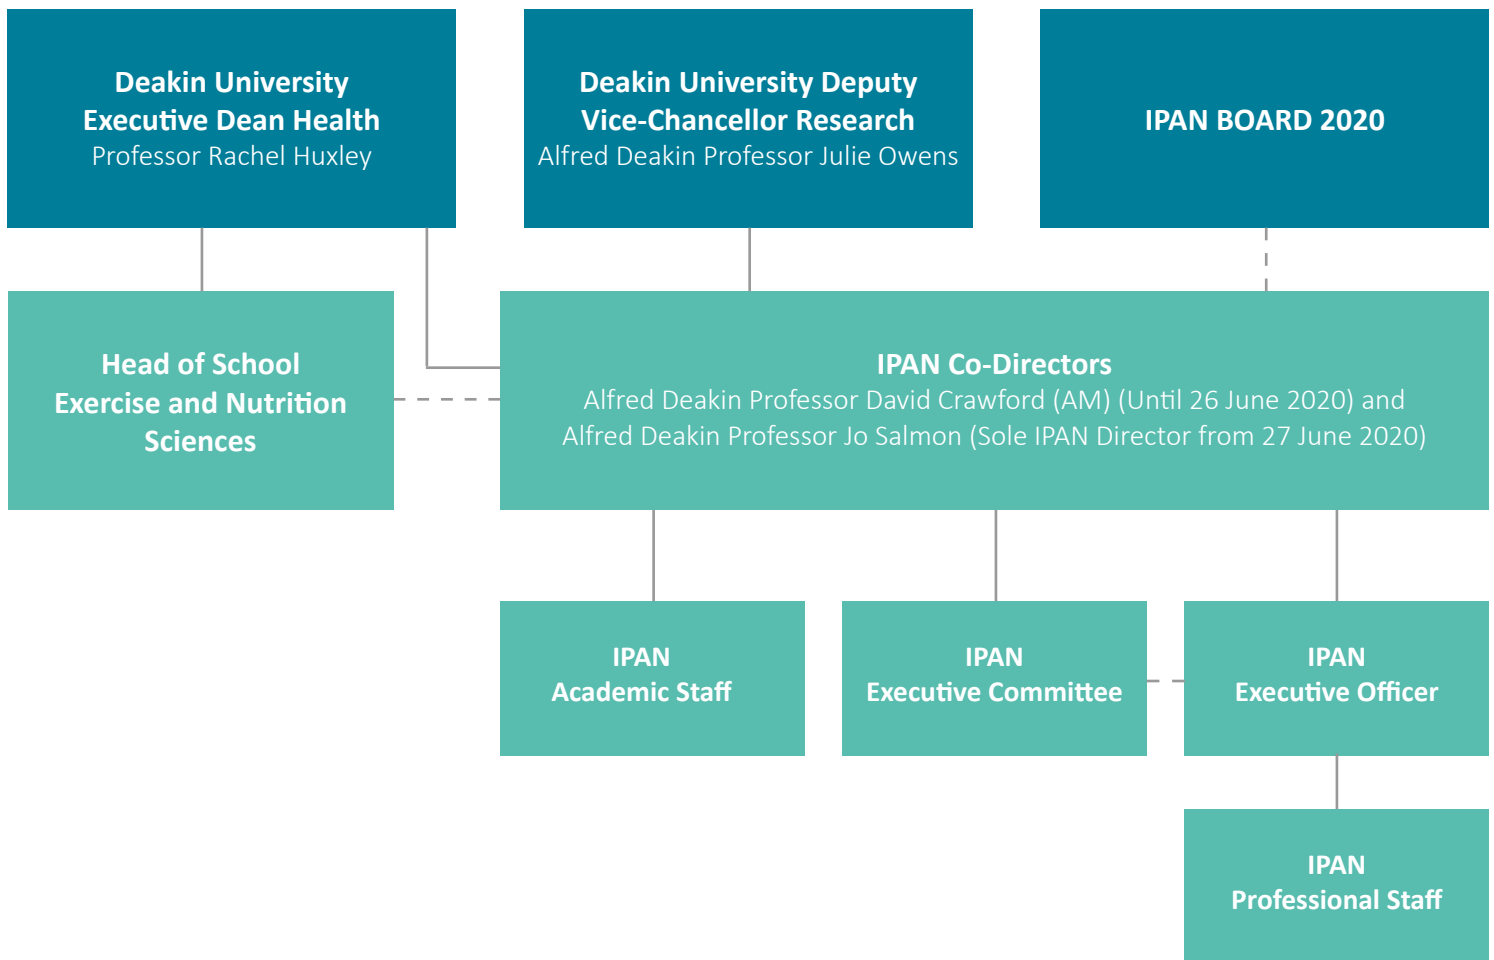 Deakin University
Executive Dean Health
Professor Rachel Huxley
Deakin University Deputy
Vice-Chancellor Research
Alfred Deakin Professor Julie Owens
IPAN BOARD 2020
Head of School
Exercise and Nutrition
Sciences
IPAN Co-Directors
Alfred Deakin Professor David Crawford (AM) (Until 26 June 2020) and
Alfred Deakin Professor Jo Salmon (Sole IPAN Director from 27 June 2020)
IPAN
Academic Staff
IPAN
Executive Committee
IPAN
Executive Officer
IPAN
Professional Staff